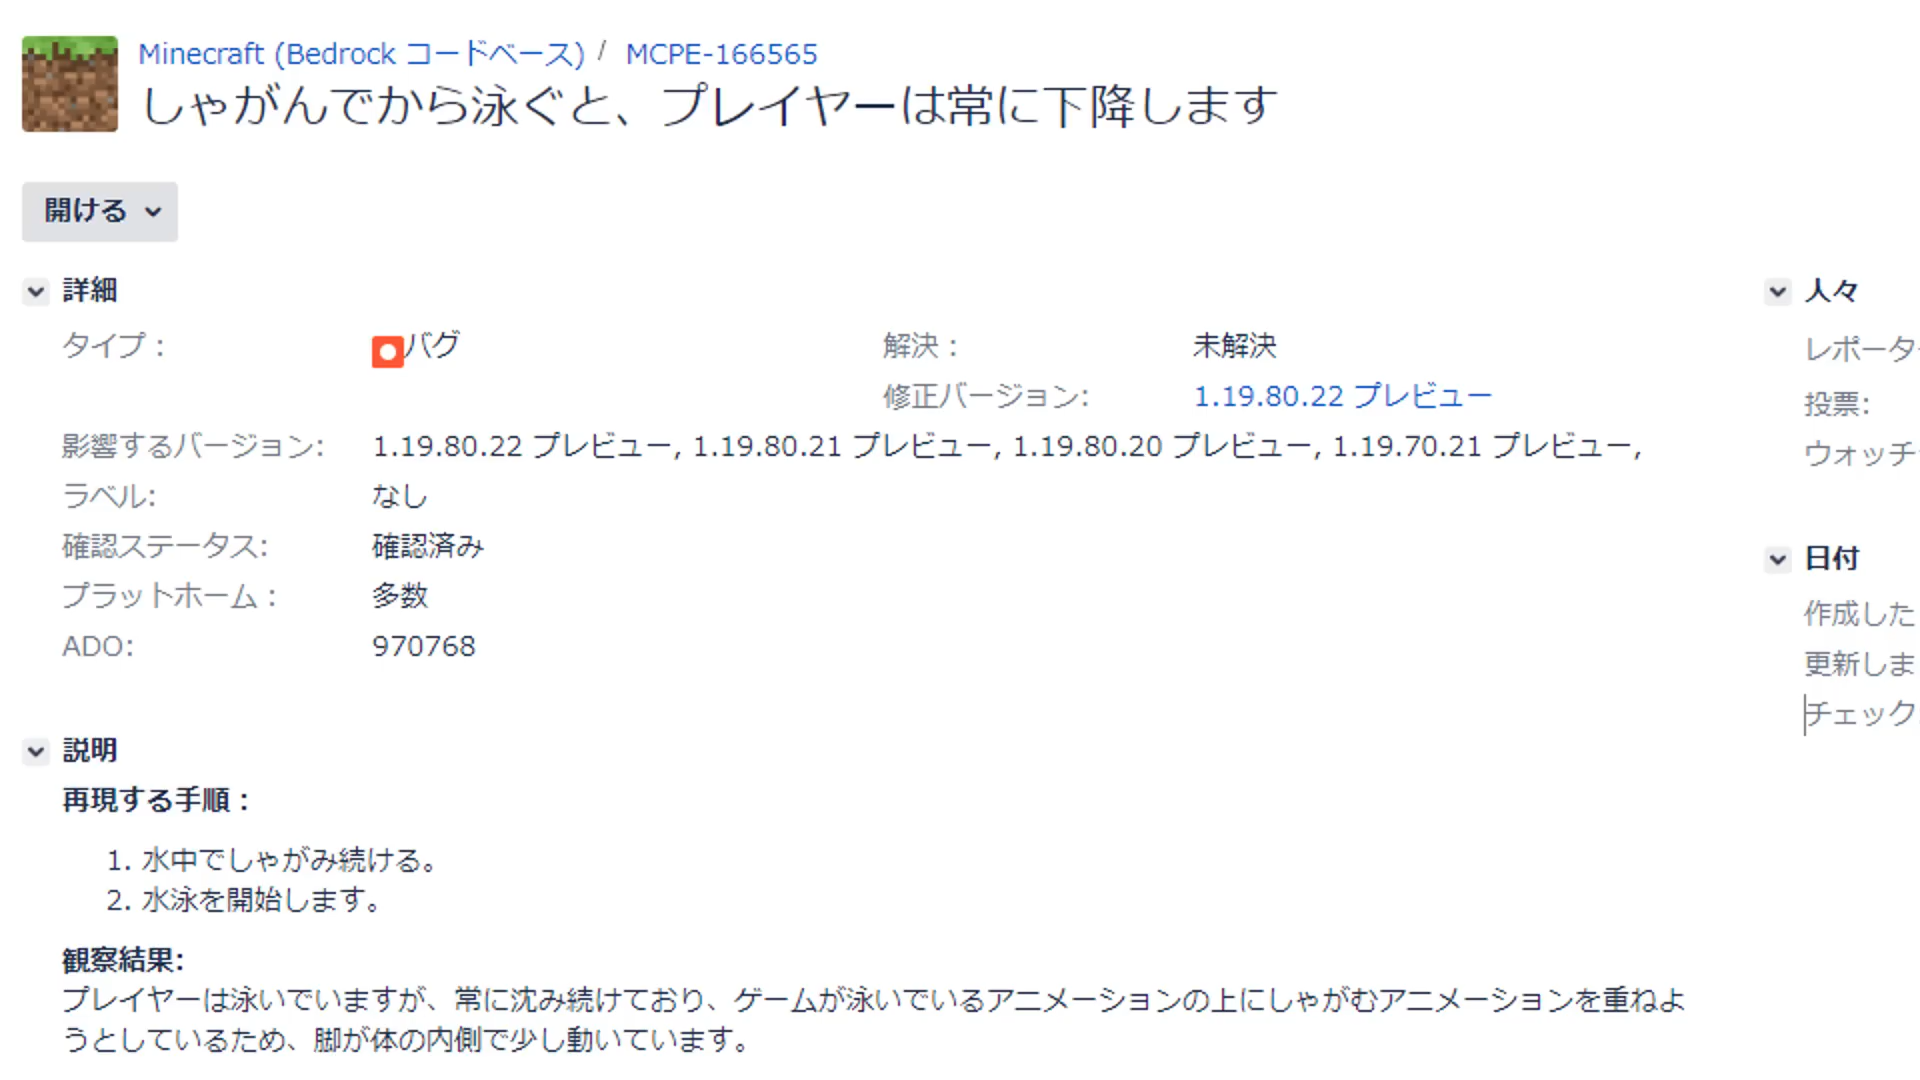 Minecraft (Bedrock コードベース) / MCPE-166565
しゃがんでから泳ぐと、プレイヤーは常に下降します
開ける
詳細
タイプ： バグ
解決： 未解決
修正バージョン: 1.19.80.22 プレビュー
影響するバージョン: 1.19.80.22 プレビュー, 1.19.80.21 プレビュー, 1.19.80.20 プレビュー, 1.19.70.21 プレビュー,
ラベル: なし
確認ステータス: 確認済み
プラットホーム： 多数
ADO: 970768
人々
レポータ
投票:
ウォッチ
日付
作成した
更新しま
チェック
説明
再現する手順：
1. 水中でしゃがみ続ける。
2. 水泳を開始します。
観察結果:
プレイヤーは泳いでいますが、常に沈み続けており、ゲームが泳いでいるアニメーションの上にしゃがむアニメーションを重ねよ
うとしているため、脚が体の内側で少し動いています。